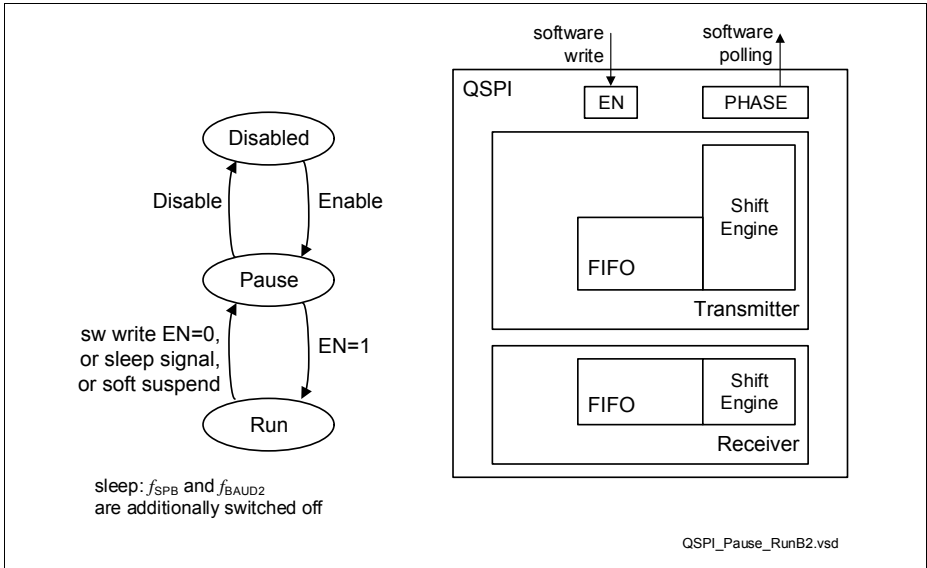 Disabled
Disable
Enable
Pause
sw write EN=0,
or sleep signal,
or soft suspend
EN=1
Run
sleep: fSPB and fBAUD2
are additionally switched off
software
write
software
polling
QSPI
EN
PHASE
Shift
Engine
FIFO
Transmitter
Shift
Engine
FIFO
Receiver
QSPI_Pause_RunB2.vsd